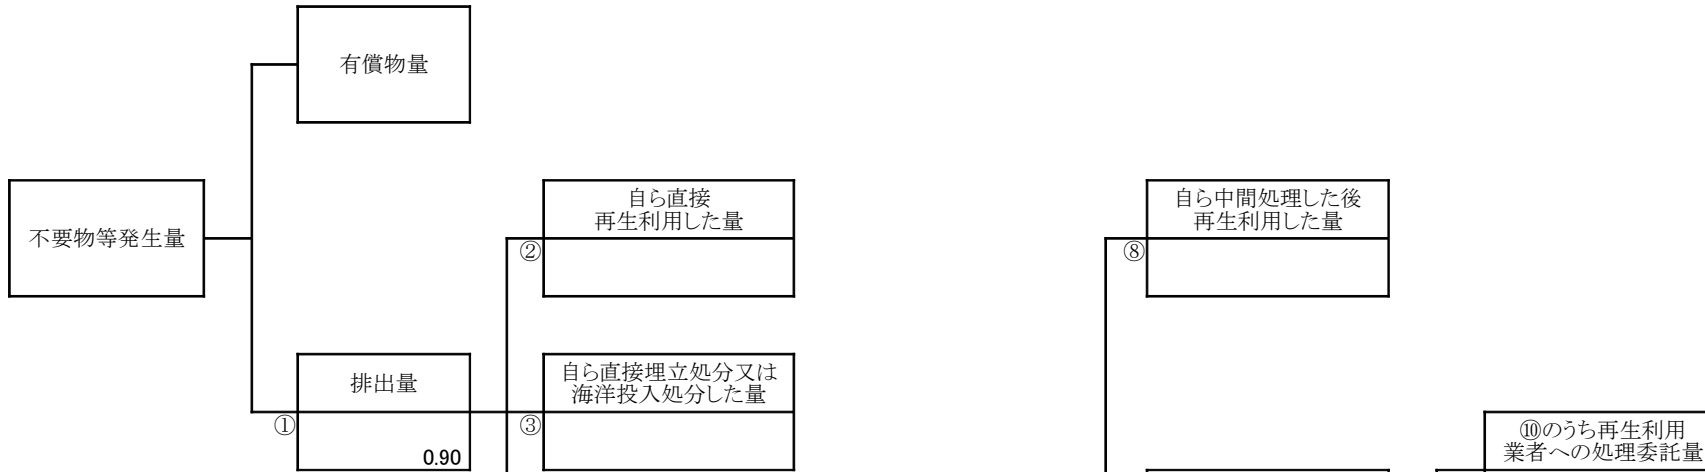 有償物量
不要物等発生量
自ら直接
再生利用した量
②
自ら中間処理した後
再生利用した量
⑧
排出量
①
0.90
自ら直接埋立処分又は
海洋投入処分した量
③
⑩のうち再生利用
業者への処理委託量